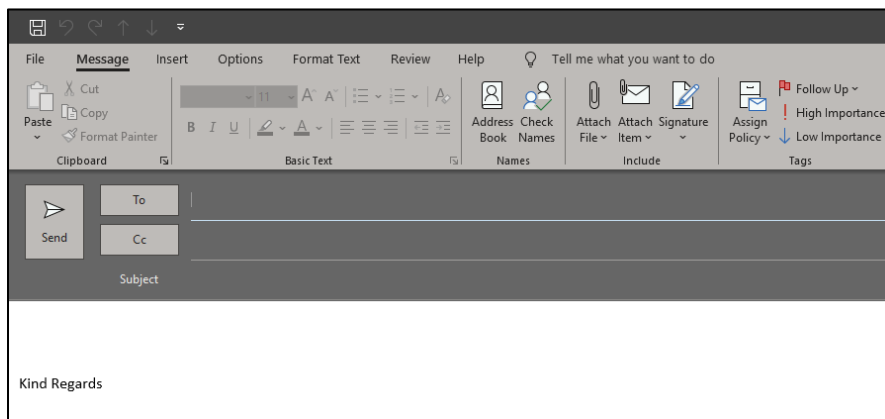 File Message Insert Options Format Text Review Help Tell me what you want to do
Paste
Cut
Copy
Format Painter
Clipboard
11 A A A
B I U A
Basic Text
Address Book
Check Names
Names
Attach File
Attach Item
Signature
Include
Assign Policy
Follow Up
High Importance
Low Importance
Tags
Send
To
Cc
Subject
Kind Regards